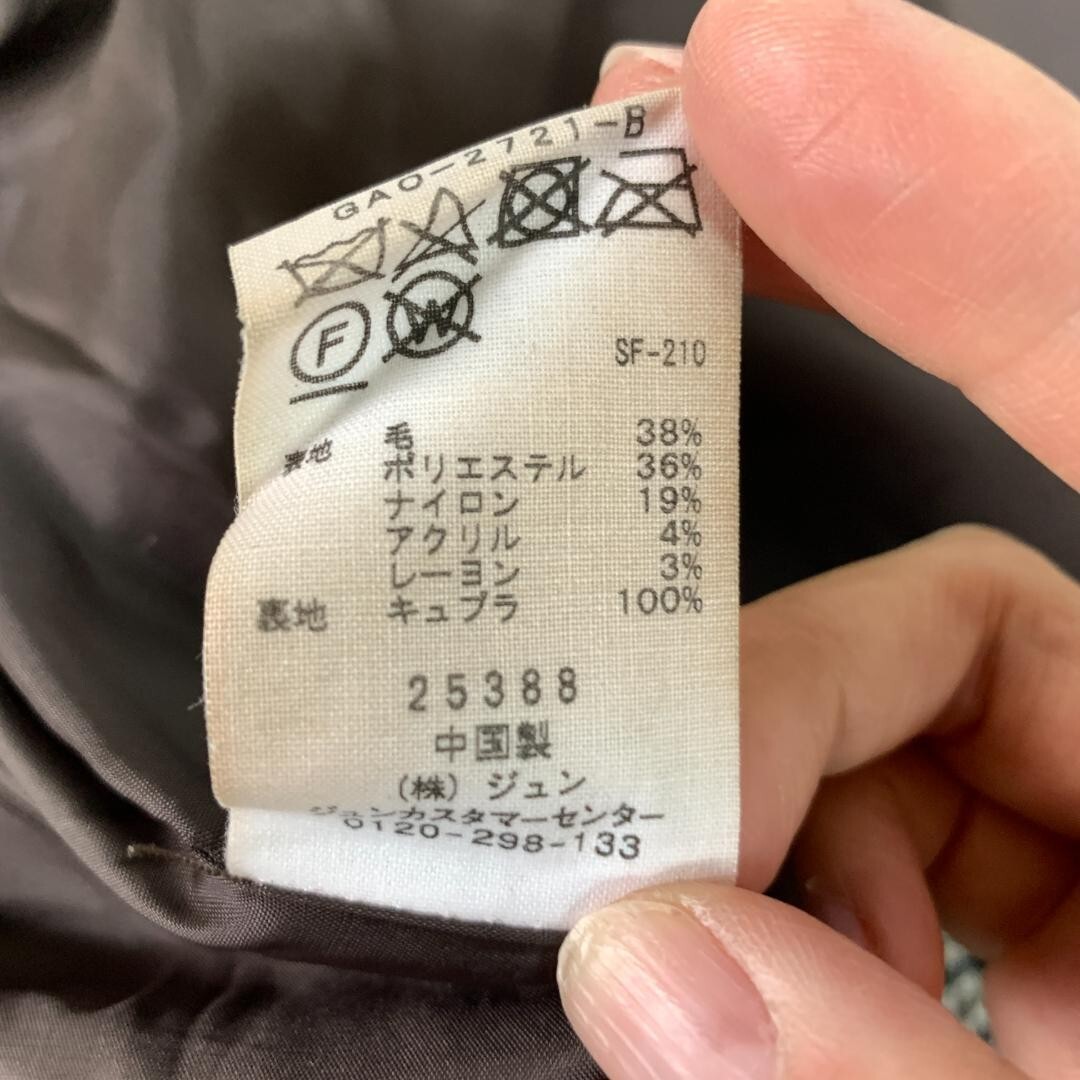 GAO-2721-B
F
W
SF-210
表地 毛 38%
ポリエステル 36%
ナイロン 19%
アクリル 4%
レーヨン 3%
裏地 キュプラ 100%
25388
中国製
(株) ジュン
ジュンカスタマーセンター
0120-298-133